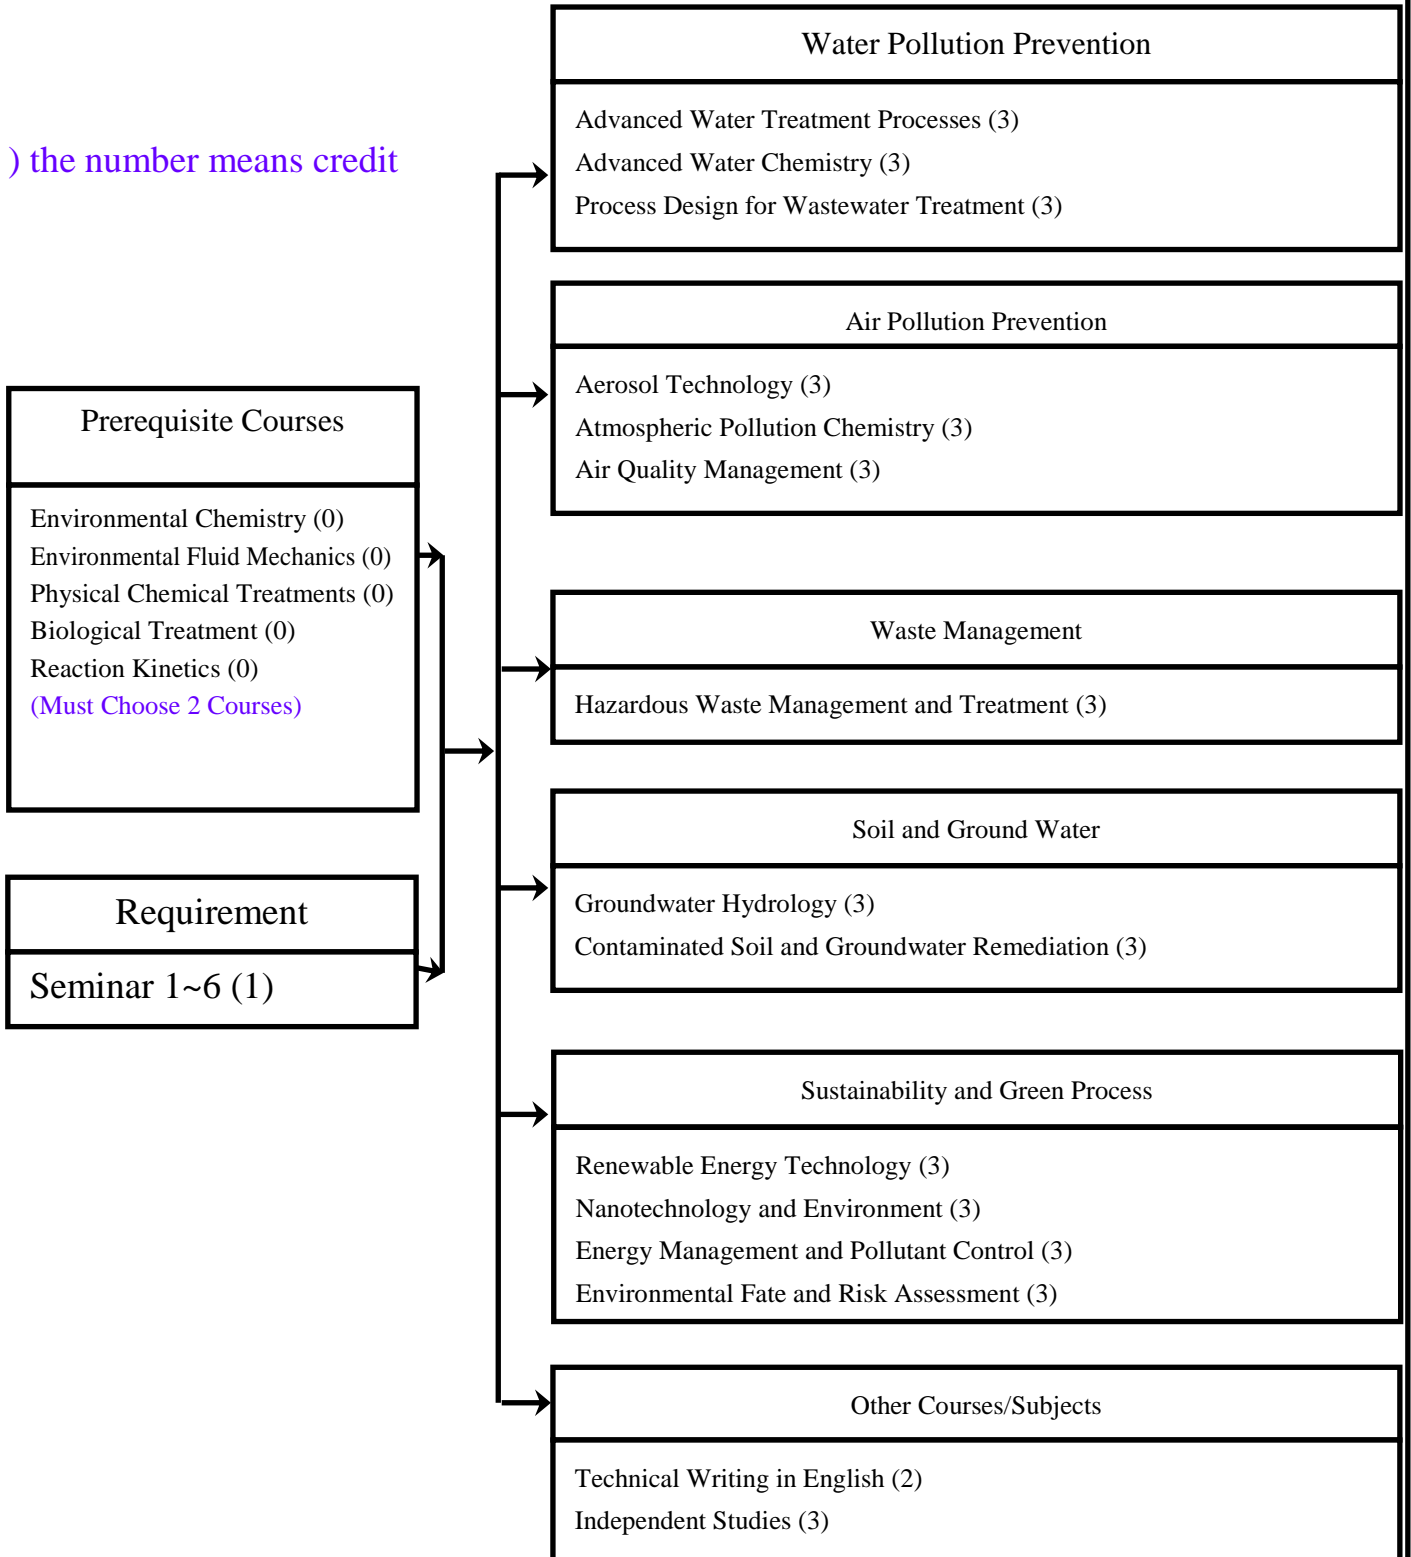 ) the number means credit
Prerequisite Courses
Environmental Chemistry (0)
Environmental Fluid Mechanics (0)
Physical Chemical Treatments (0)
Biological Treatment (0)
Reaction Kinetics (0)
(Must Choose 2 Courses)
Requirement
Seminar 1~6 (1)
Water Pollution Prevention
Advanced Water Treatment Processes (3)
Advanced Water Chemistry (3)
Process Design for Wastewater Treatment (3)
Air Pollution Prevention
Aerosol Technology (3)
Atmospheric Pollution Chemistry (3)
Air Quality Management (3)
Waste Management
Hazardous Waste Management and Treatment (3)
Soil and Ground Water
Groundwater Hydrology (3)
Contaminated Soil and Groundwater Remediation (3)
Sustainability and Green Process
Renewable Energy Technology (3)
Nanotechnology and Environment (3)
Energy Management and Pollutant Control (3)
Environmental Fate and Risk Assessment (3)
Other Courses/Subjects
Technical Writing in English (2)
Independent Studies (3)